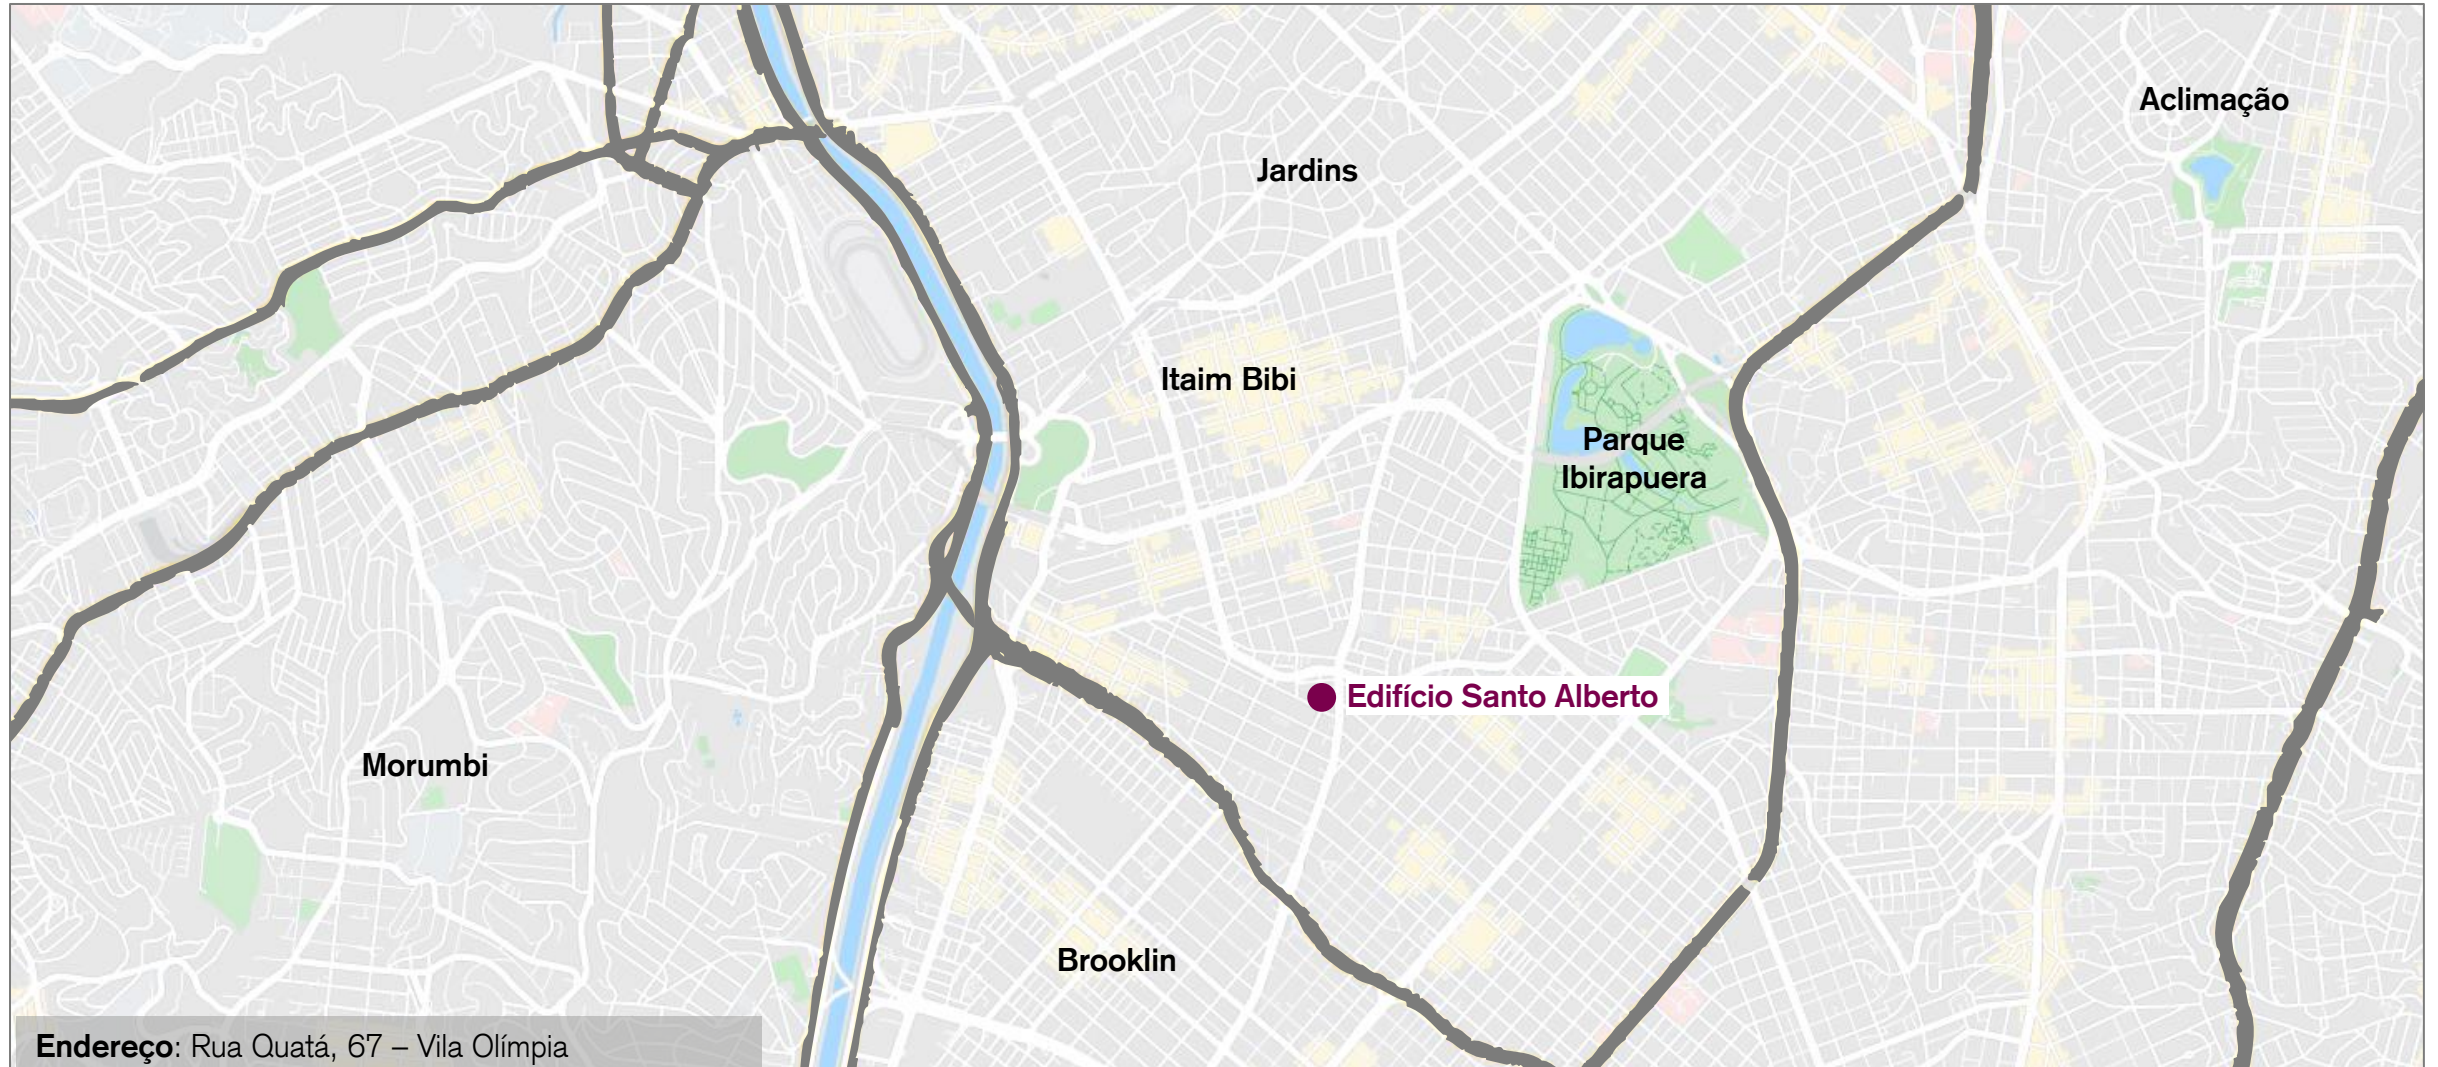 Aclimação
Jardins
Itaim Bibi
Parque
Ibirapuera
Edifício Santo Alberto
Morumbi
Brooklin
Endereço: Rua Quatá, 67 – Vila Olímpia